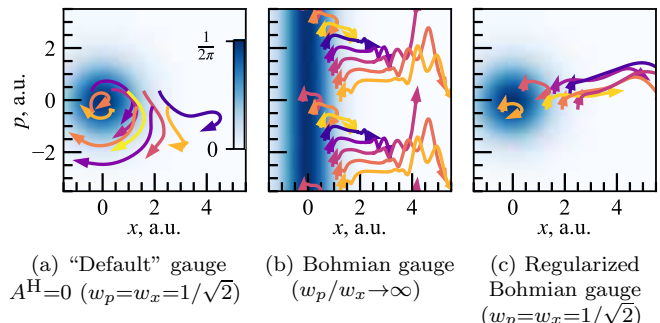 p, a.u.
2
0
−2
1/2π
0
0 2 4
x, a.u.
0 2 4
x, a.u.
0 2 4
x, a.u.
(a) “Default” gauge
A^H=0 (w_p=w_x=1/√2)
(b) Bohmian gauge
(w_p/w_x→∞)
(c) Regularized
Bohmian gauge
(w_p=w_x=1/√2)